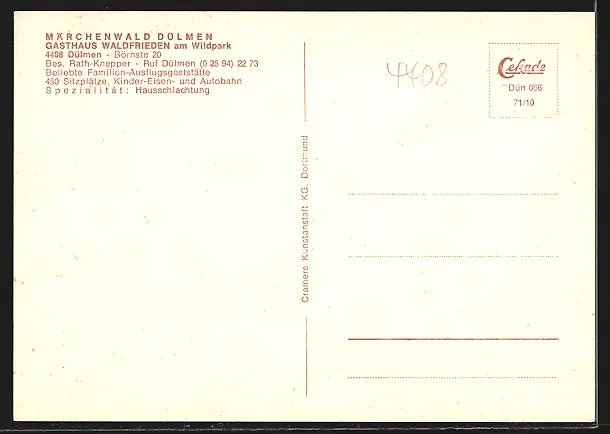 MÄRCHENWALD DÜLMEN
GASTHAUS WALDFRIEDEN am Wildpark
4408 Dülmen - Börnste 20
Bes. Rath-Knepper - Ruf Dülmen (0 25 94) 22 73
Beliebte Familien-Ausflugsgaststätte
450 Sitzplätze, Kinder-Eisen- und Autobahn
Spezialität: Hausschlachtung
4408
Cekade
Dün 066
71/10
Cramers Kunstanstalt KG, Dortmund